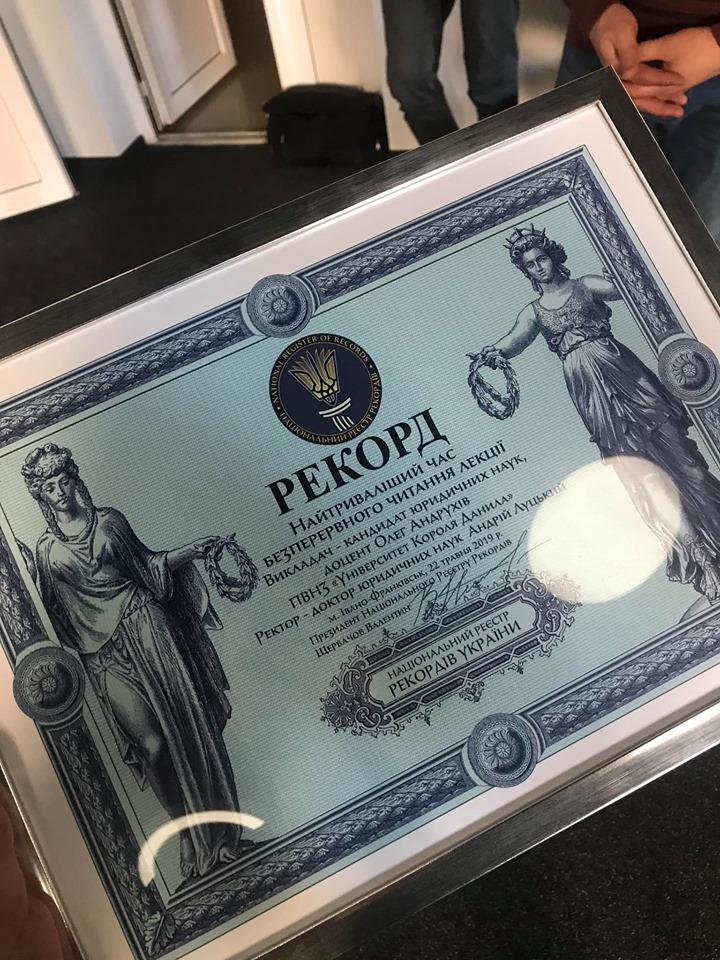 NATIONAL REGISTER OF RECORDS
НАЦІОНАЛЬНИЙ РЕЄСТР РЕКОРДІВ
РЕКОРД
НАЙТРИВАЛІШИЙ ЧАС
БЕЗПЕРЕРВНОГО ЧИТАННЯ ЛЕКЦІЇ
ВИКЛАДАЧ - КАНДИДАТ ЮРИДИЧНИХ НАУК,
ДОЦЕНТ ОЛЕГ АНДРУХІВ
ПВНЗ «УНІВЕРСИТЕТ КОРОЛЯ ДАНИЛА»
РЕКТОР - ДОКТОР ЮРИДИЧНИХ НАУК АНДРІЙ ЛУЦЬКИЙ
М. ІВАНО-ФРАНКІВСЬК, 22 ТРАВНЯ 2019 Р.
ПРЕЗИДЕНТ НАЦІОНАЛЬНОГО РЕЄСТРУ РЕКОРДІВ
ЩЕРБАЧОВ ВАЛЕНТИН
НАЦІОНАЛЬНИЙ РЕЄСТР
РЕКОРДІВ УКРАЇНИ